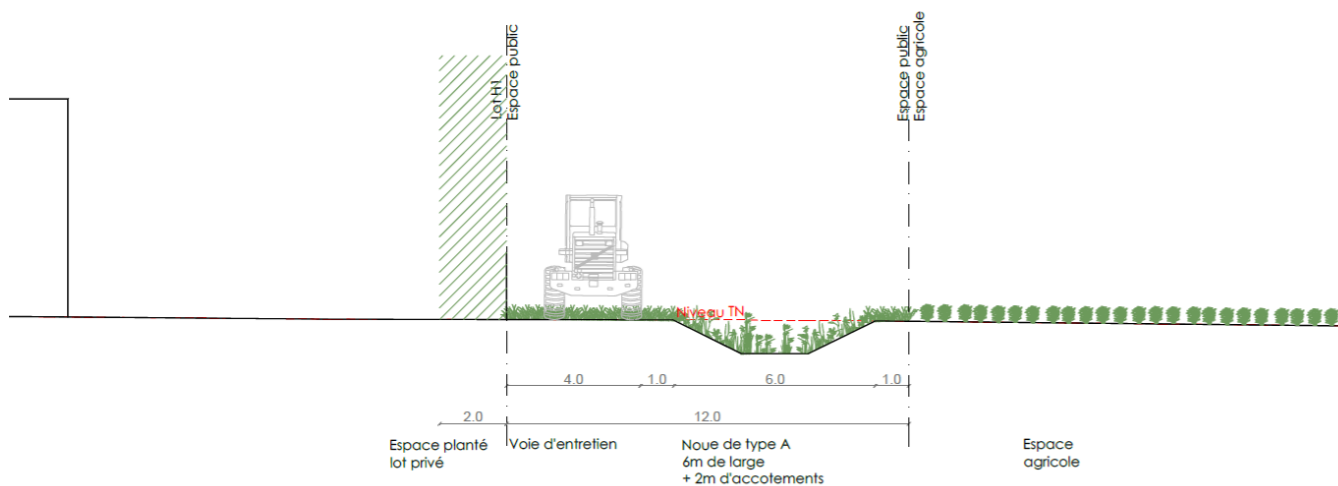 Lot H1
Espace public
Espace public
Espace agricole
Niveau TN
4.0
1.0
6.0
1.0
2.0
12.0
Espace planté
lot privé
Voie d'entretien
Noue de type A
6m de large
+ 2m d'accotements
Espace
agricole